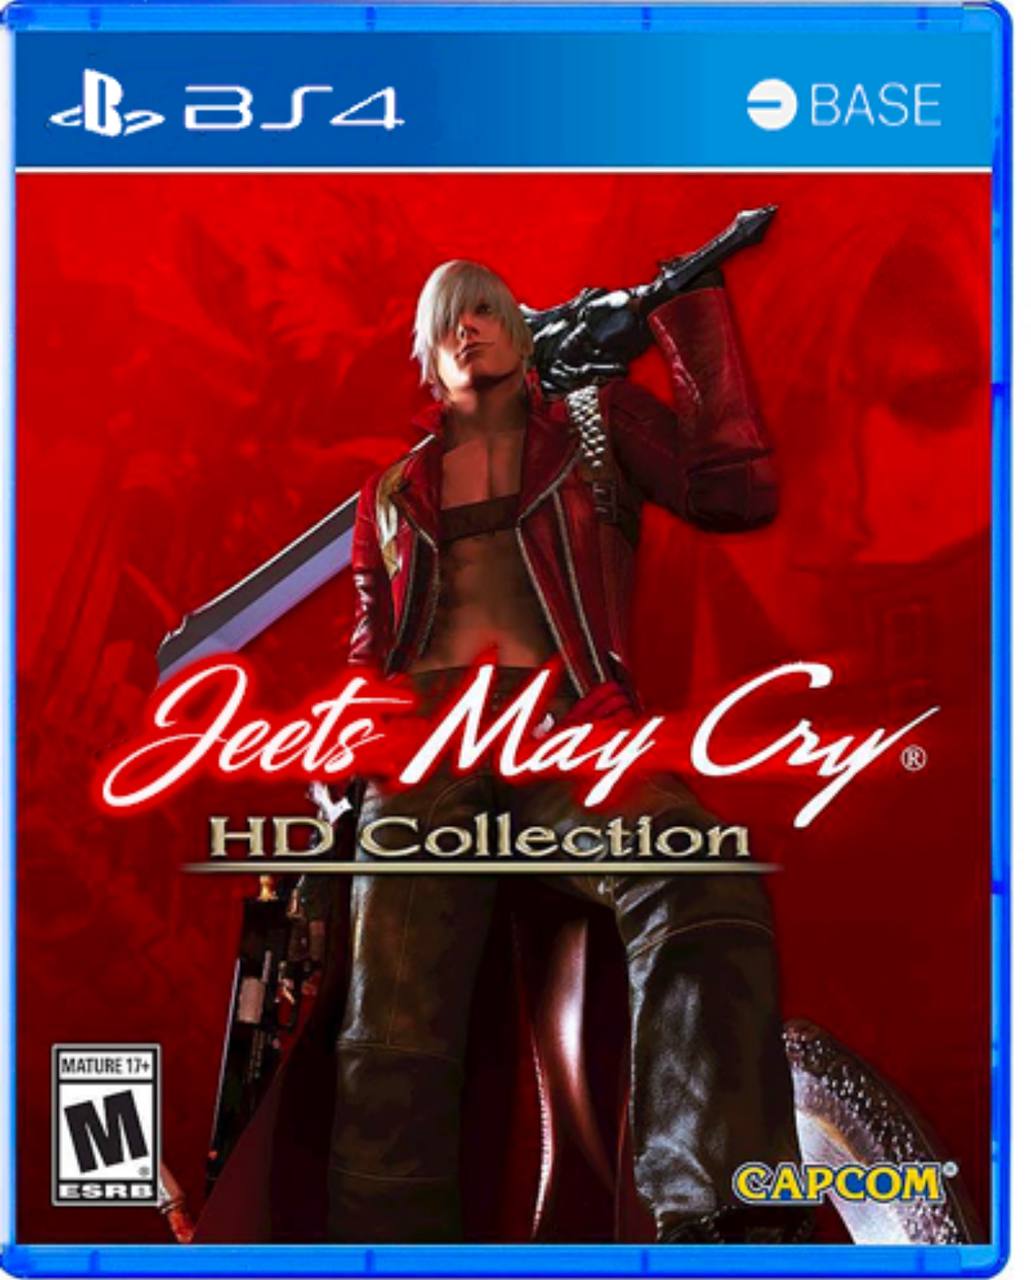 BS4
BASE
Jeets May Cry®
HD Collection
MATURE 17+
M®
ESRB
CAPCOM®